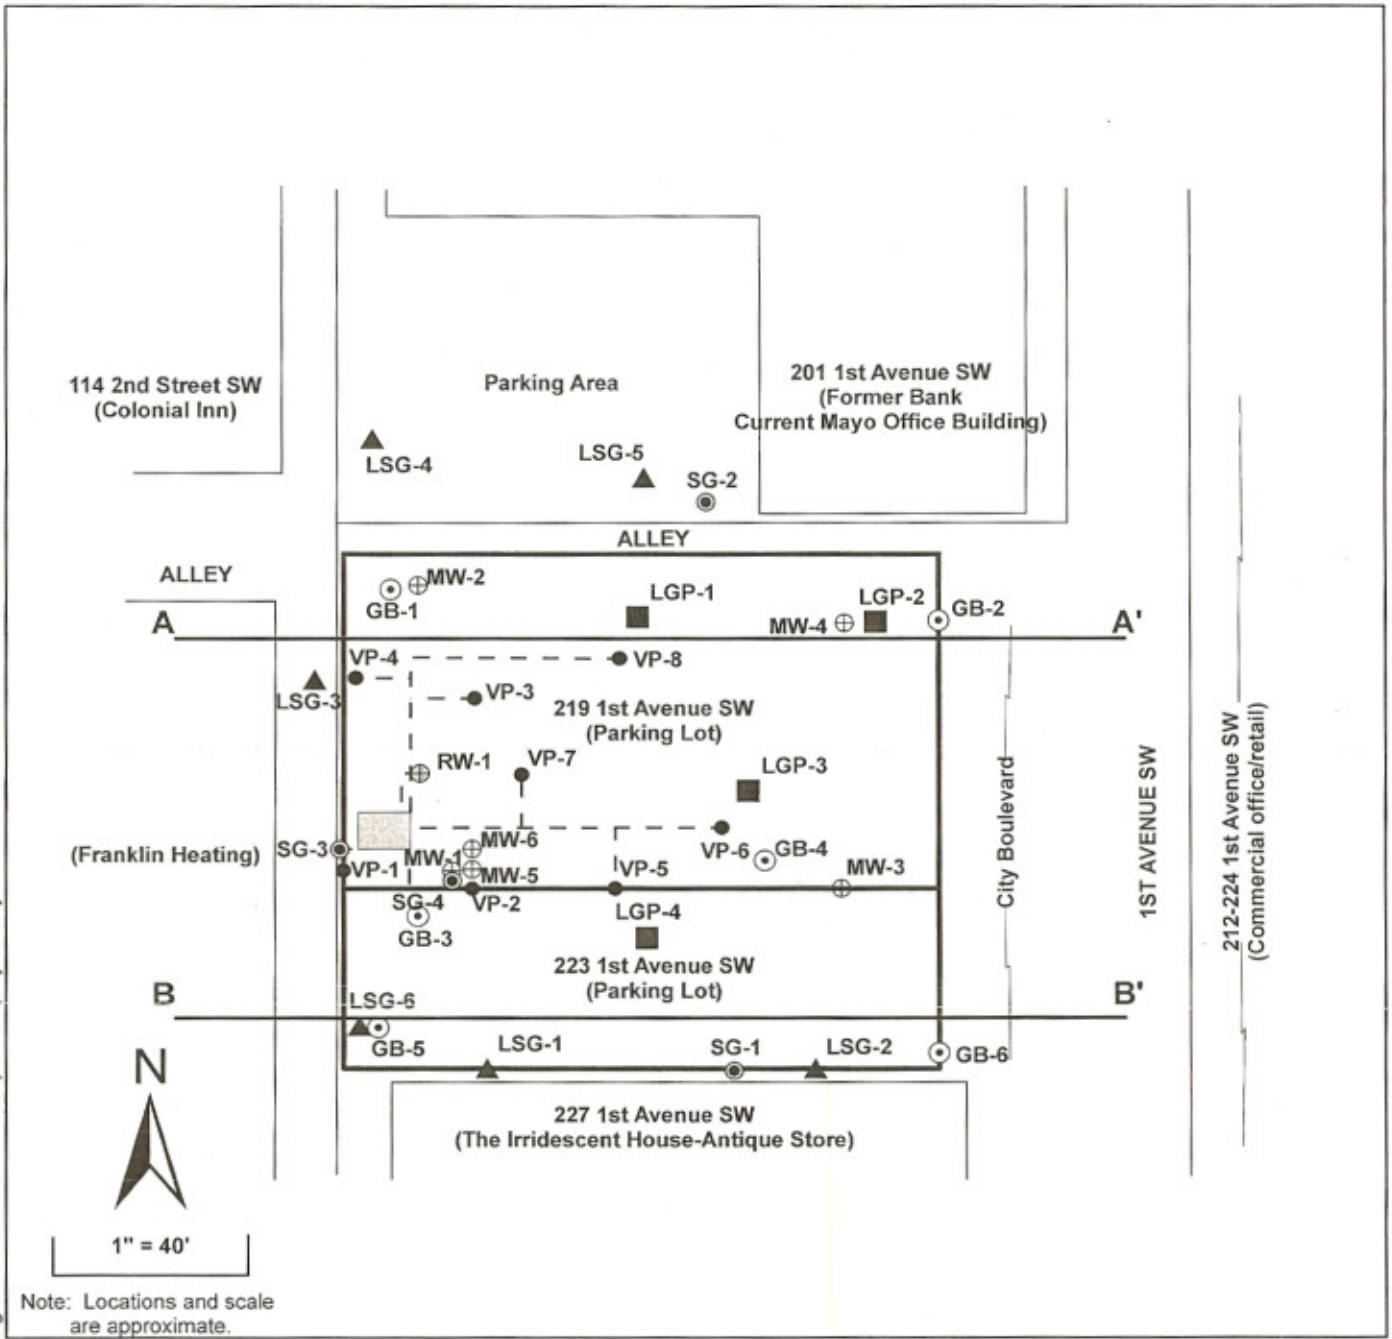 114 2nd Street SW
(Colonial Inn)
Parking Area
201 1st Avenue SW
(Former Bank
Current Mayo Office Building)
LSG-4
LSG-5
SG-2
ALLEY
ALLEY
MW-2
GB-1
LGP-1
LGP-2
GB-2
MW-4
A
A'
VP-4
VP-8
LSG-3
VP-3
219 1st Avenue SW
(Parking Lot)
RW-1
VP-7
LGP-3
City Boulevard
1ST AVENUE SW
212-224 1st Avenue SW
(Commercial office/retail)
(Franklin Heating)
SG-3
MW-6
MW-1
VP-6
GB-4
VP-1
MW-5
VP-5
MW-3
SG-4
VP-2
LGP-4
GB-3
223 1st Avenue SW
(Parking Lot)
B
B'
LSG-6
GB-5
LSG-1
SG-1
LSG-2
GB-6
N
227 1st Avenue SW
(The Irridescent House-Antique Store)
1" = 40'
Note: Locations and scale
are approximate.